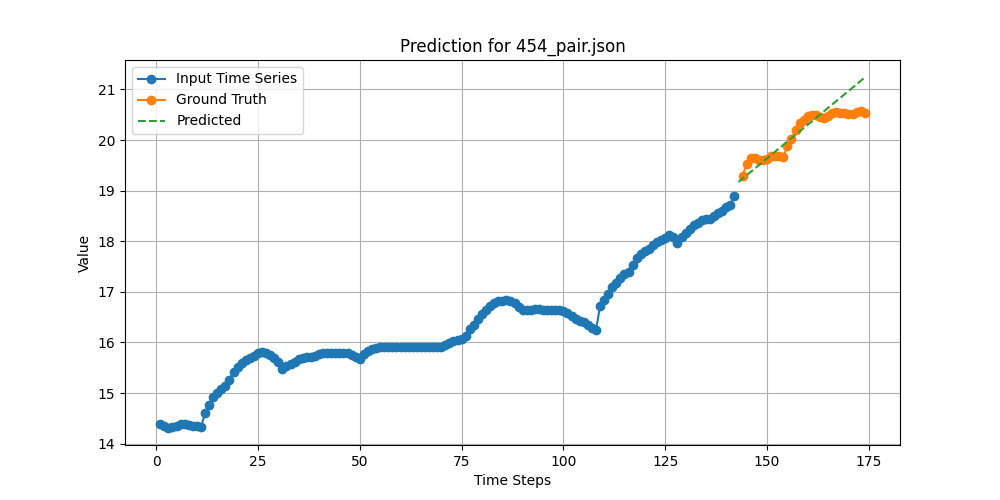 Prediction for 454_pair.json
Input Time Series
Ground Truth
Predicted
Value
21
20
19
18
17
16
15
14
0 25 50 75 100 125 150 175
Time Steps